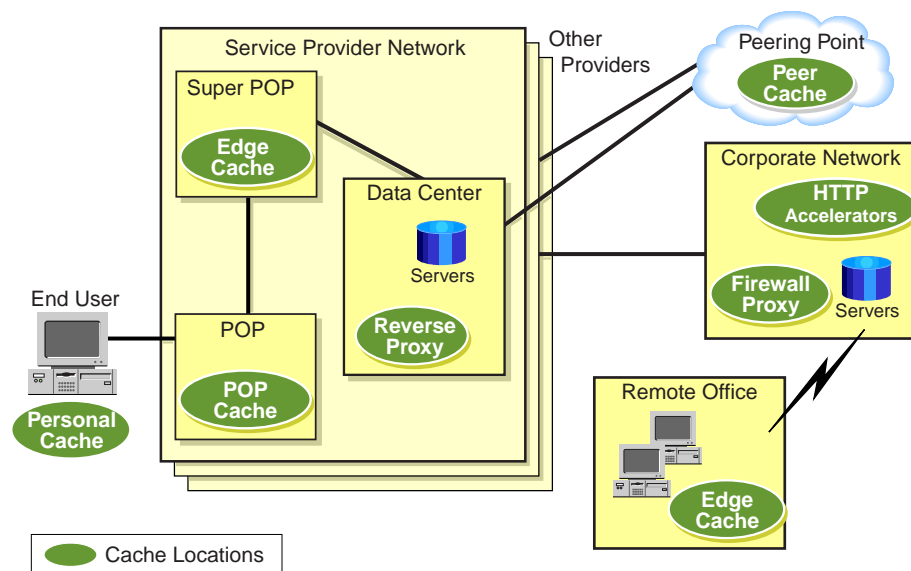 Service Provider Network
Other
Providers
Peering Point
Peer
Cache
Super POP
Edge
Cache
Data Center
Servers
Reverse
Proxy
Corporate Network
HTTP
Accelerators
Firewall
Proxy
Servers
End User
Personal
Cache
POP
POP
Cache
Remote Office
Edge
Cache
Cache Locations